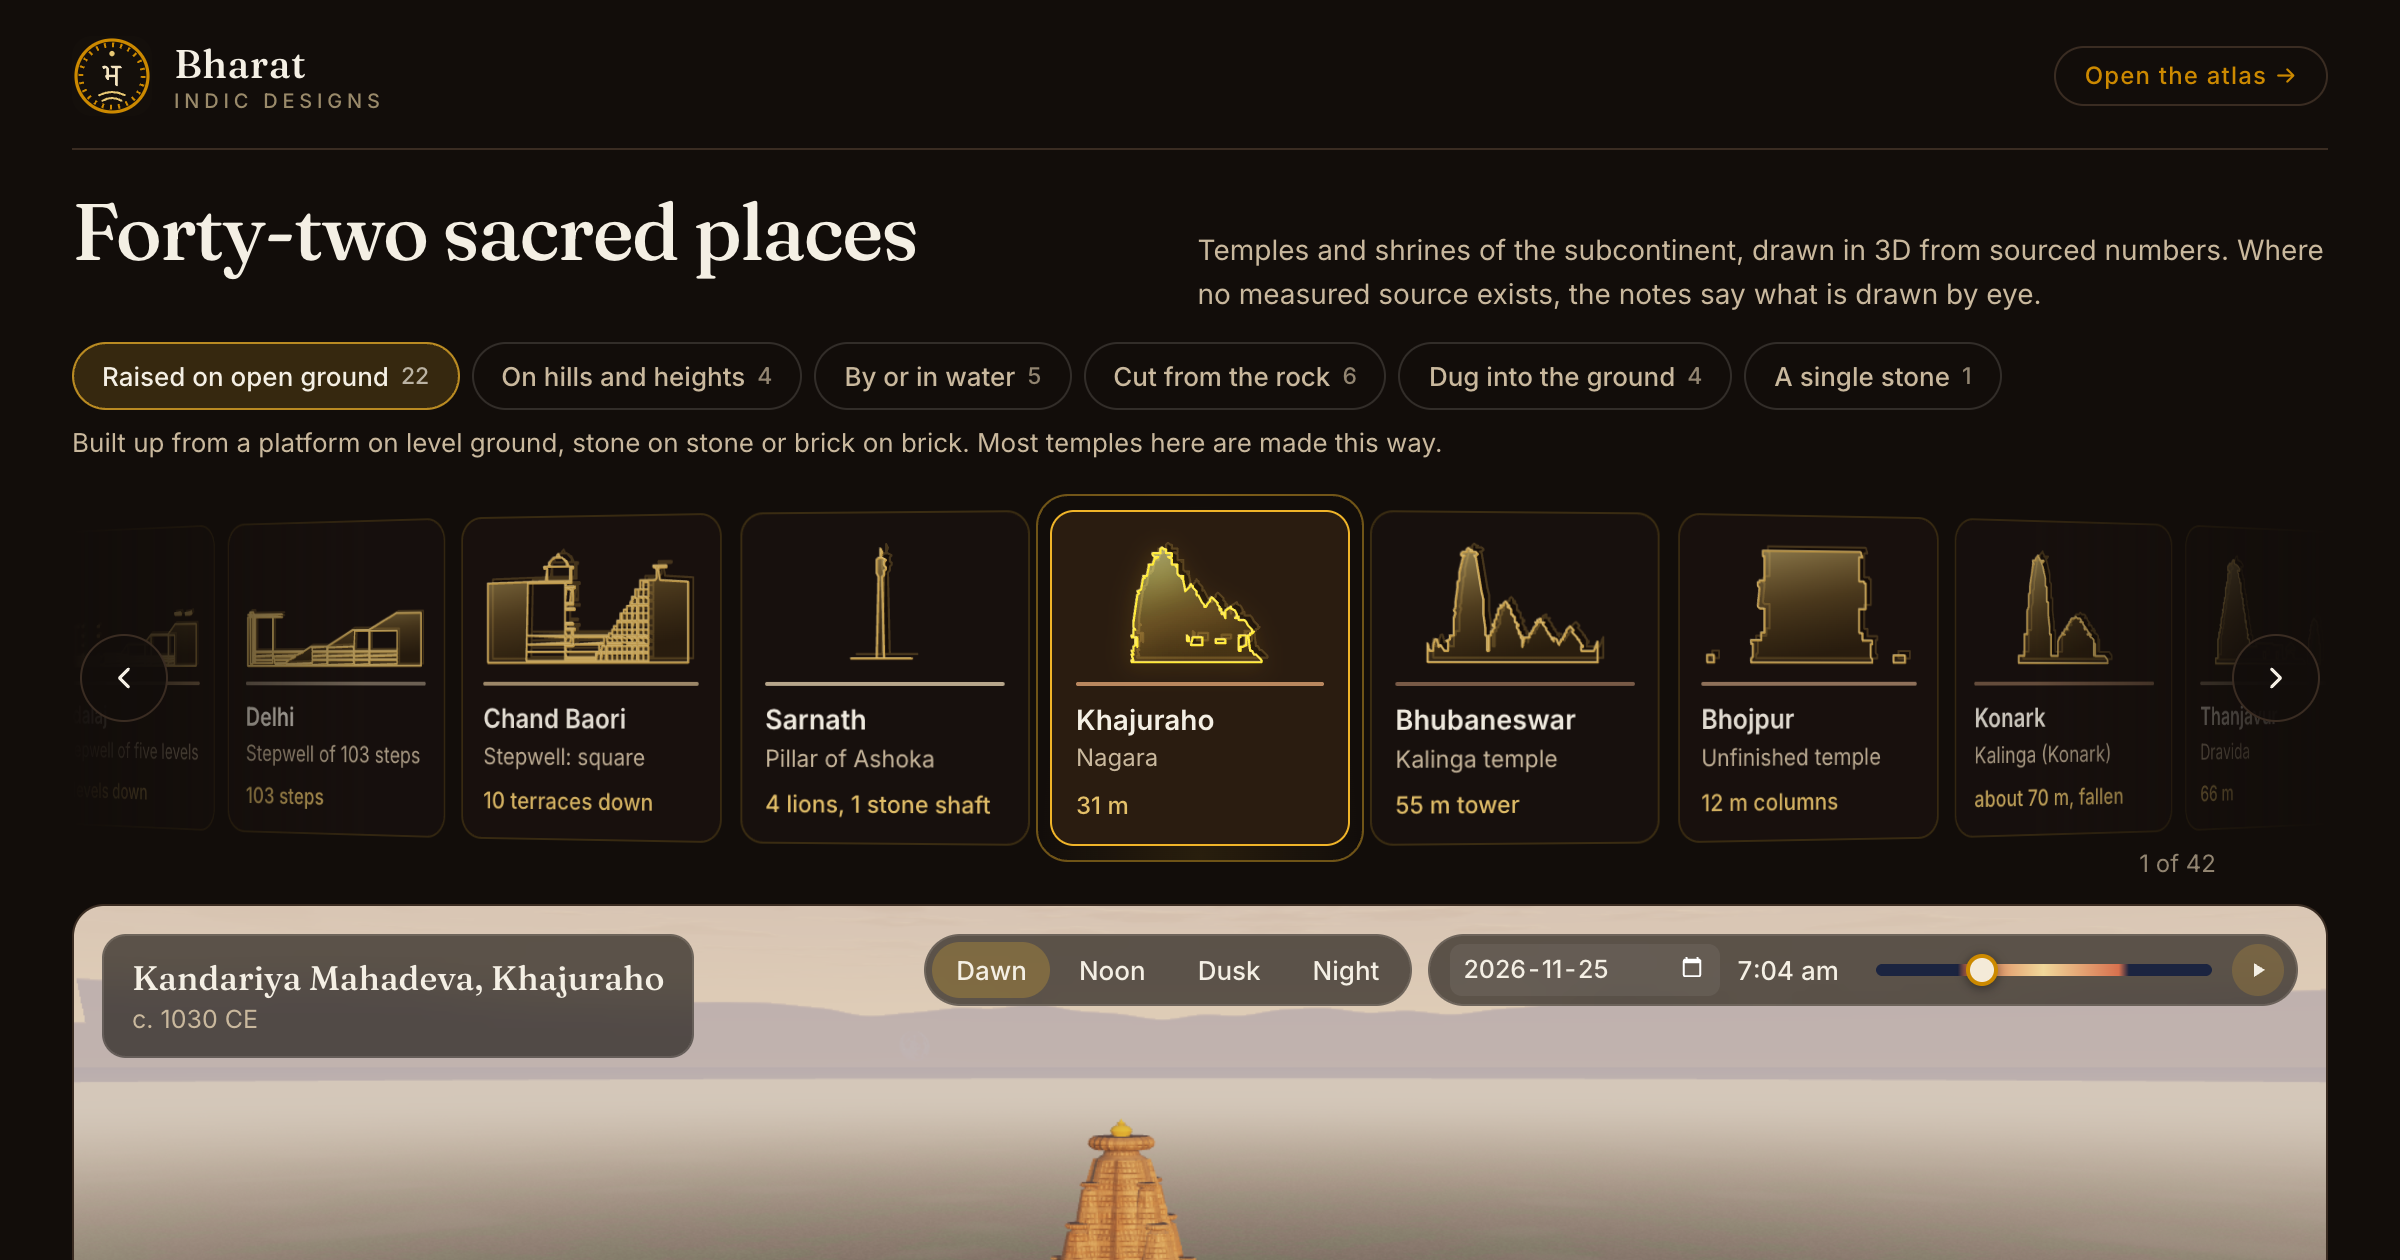 भ
Bharat
INDIC DESIGNS
Open the atlas →
Forty-two sacred places
Temples and shrines of the subcontinent, drawn in 3D from sourced numbers. Where
no measured source exists, the notes say what is drawn by eye.
Raised on open ground 22
On hills and heights 4
By or in water 5
Cut from the rock 6
Dug into the ground 4
A single stone 1
Built up from a platform on level ground, stone on stone or brick on brick. Most temples here are made this way.
of five levels
down
Delhi
Stepwell of 103 steps
103 steps
Chand Baori
Stepwell: square
10 terraces down
Sarnath
Pillar of Ashoka
4 lions, 1 stone shaft
Khajuraho
Nagara
31 m
Bhubaneswar
Kalinga temple
55 m tower
Bhojpur
Unfinished temple
12 m columns
Konark
Kalinga (Konark)
about 70 m, fallen
Thanjavur
Dravida
66 m
1 of 42
Kandariya Mahadeva, Khajuraho
c. 1030 CE
Dawn
Noon
Dusk
Night
2026-11-25
7:04 am